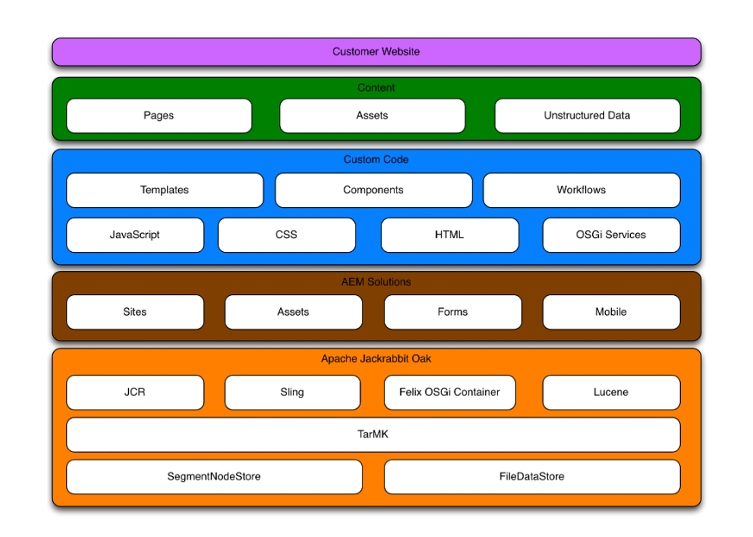 Customer Website
Content
Pages Assets Unstructured Data
Custom Code
Templates Components Workflows
JavaScript CSS HTML OSGi Services
AEM Solutions
Sites Assets Forms Mobile
Apache Jackrabbit Oak
JCR Sling Felix OSGi Container Lucene
TarMK
SegmentNodeStore FileDataStore